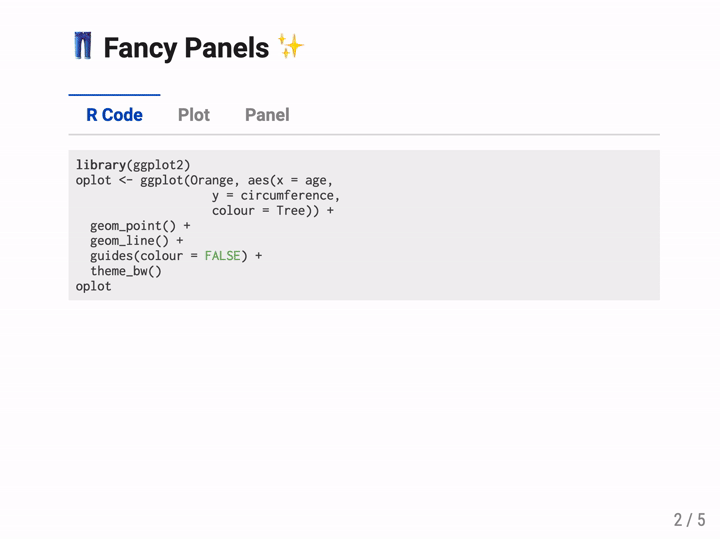 👖 Fancy Panels ✨
R Code Plot Panel
library(ggplot2)
oplot <- ggplot(Orange, aes(x = age,
                   y = circumference,
                   colour = Tree)) +
  geom_point() +
  geom_line() +
  guides(colour = FALSE) +
  theme_bw()
oplot
2 / 5